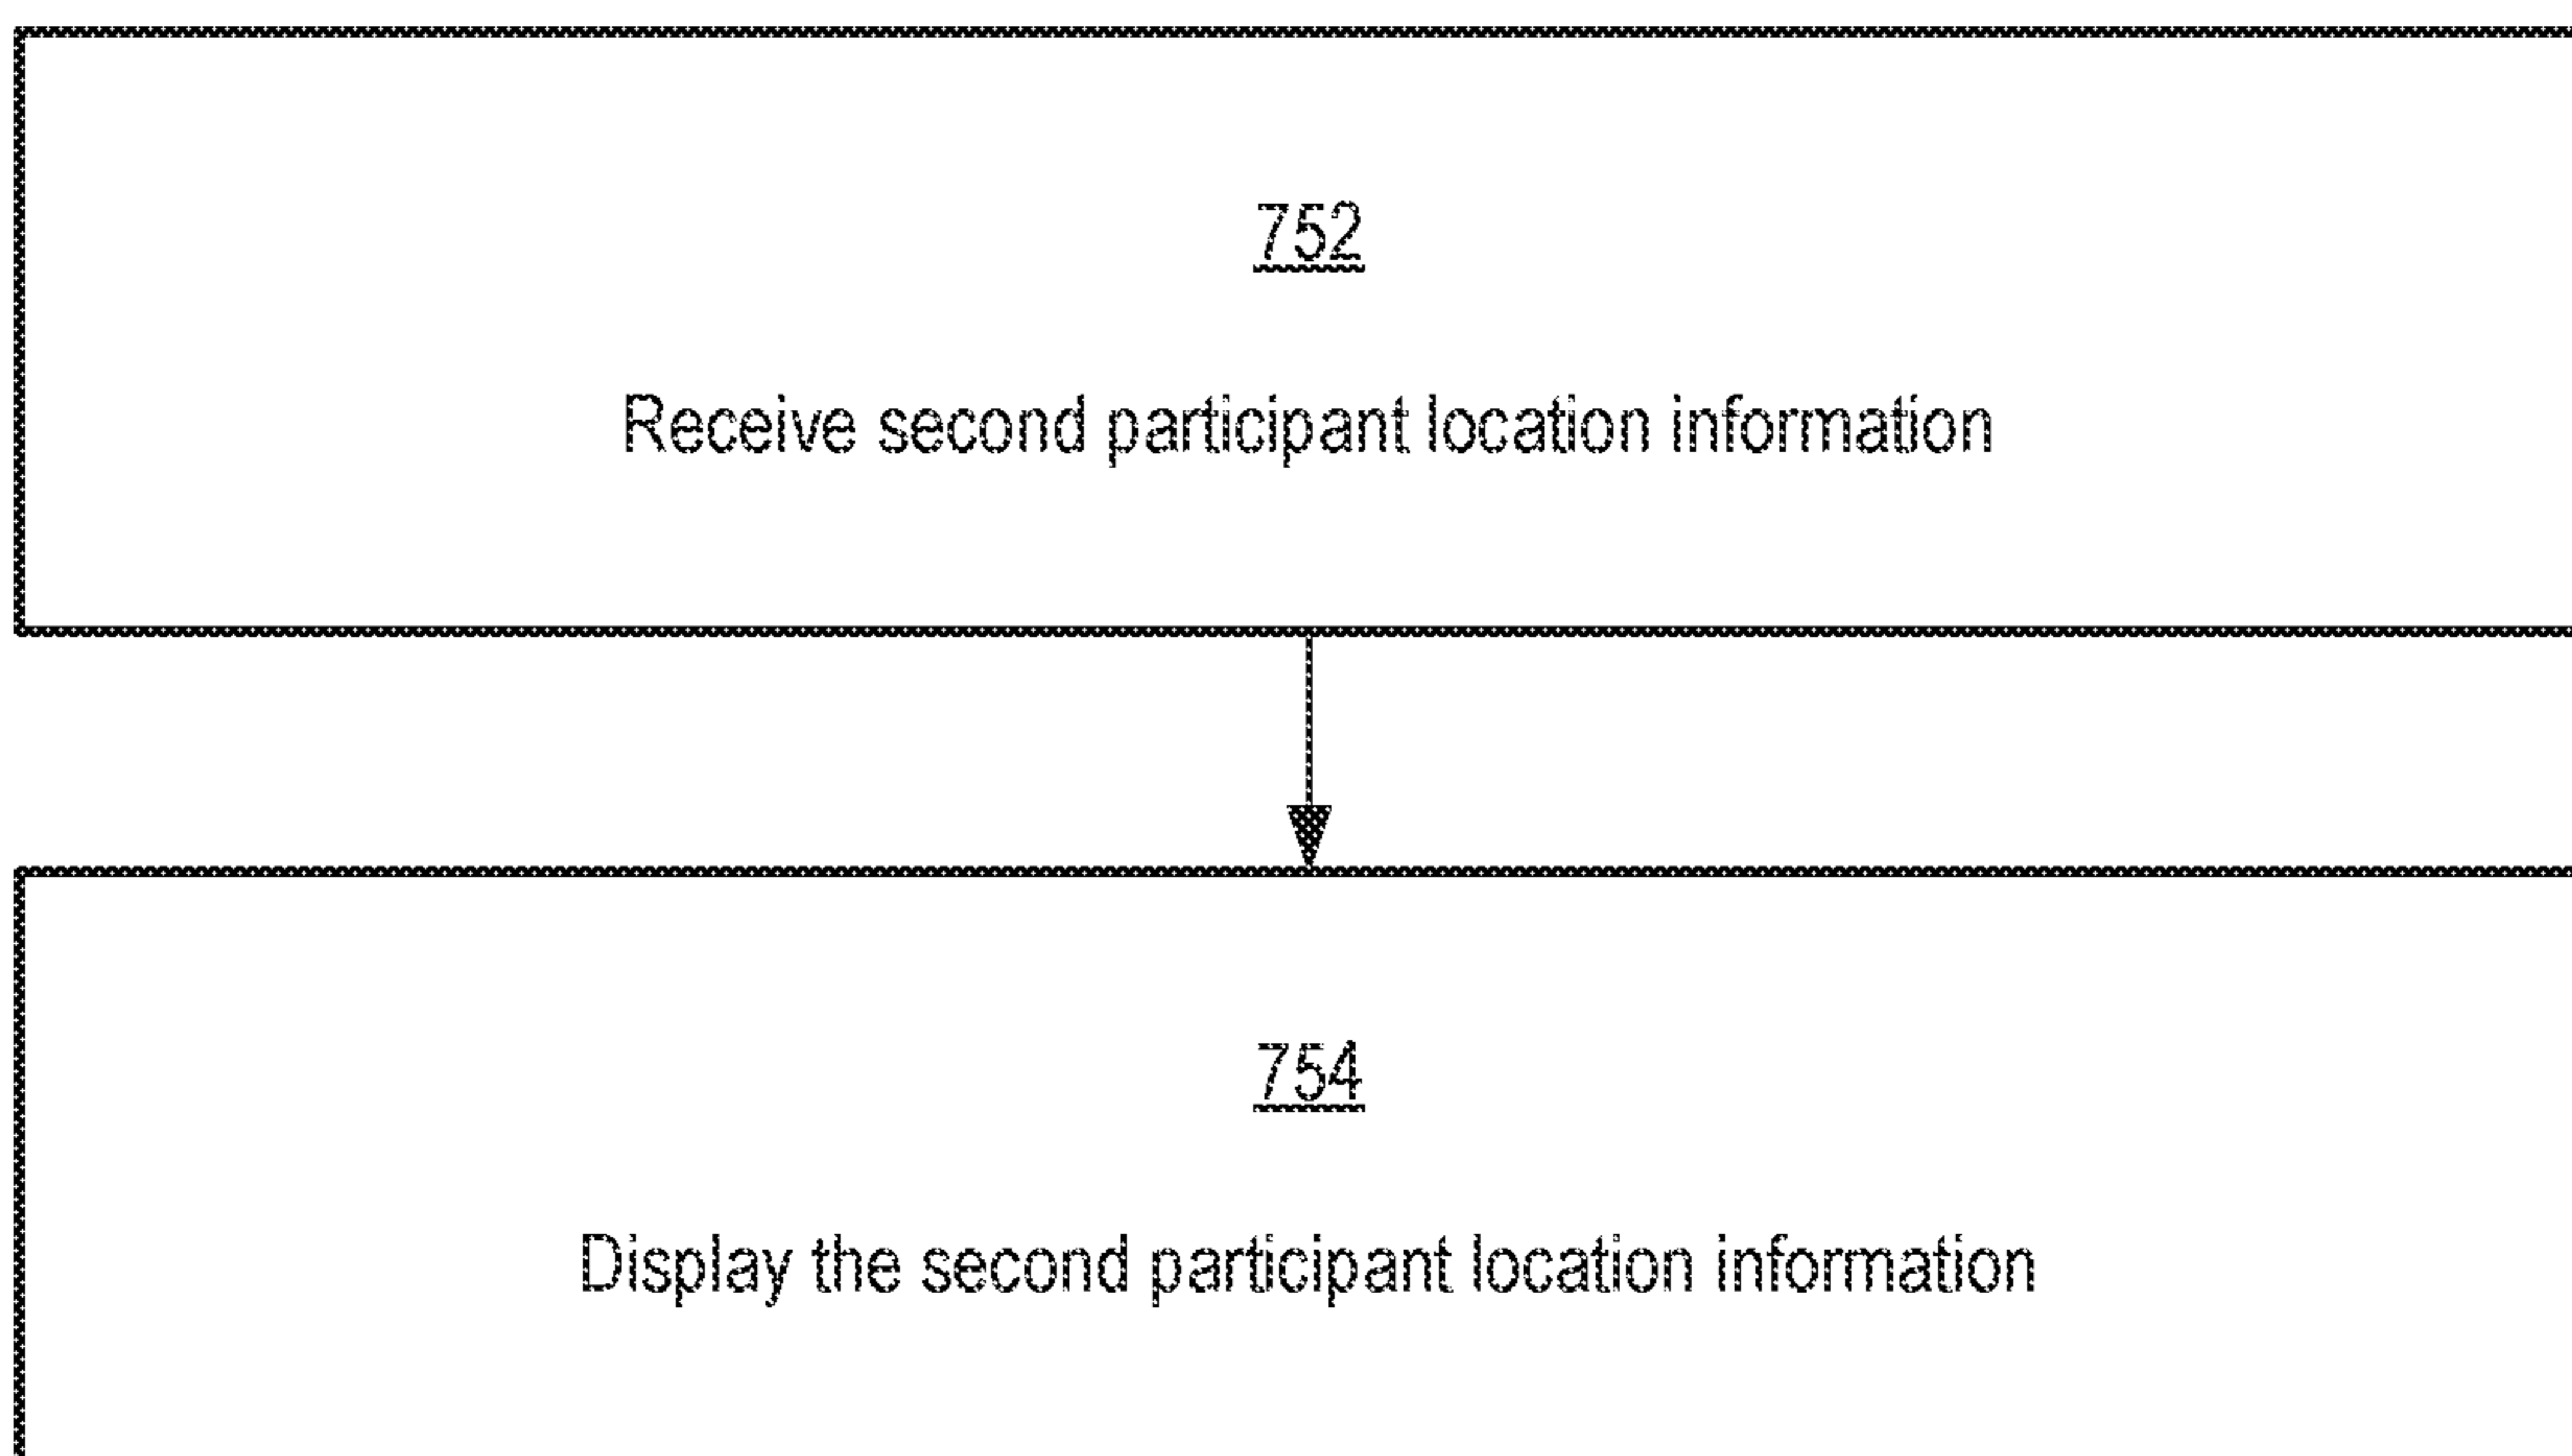 752
Receive second participant location information
754
Display the second participant location information